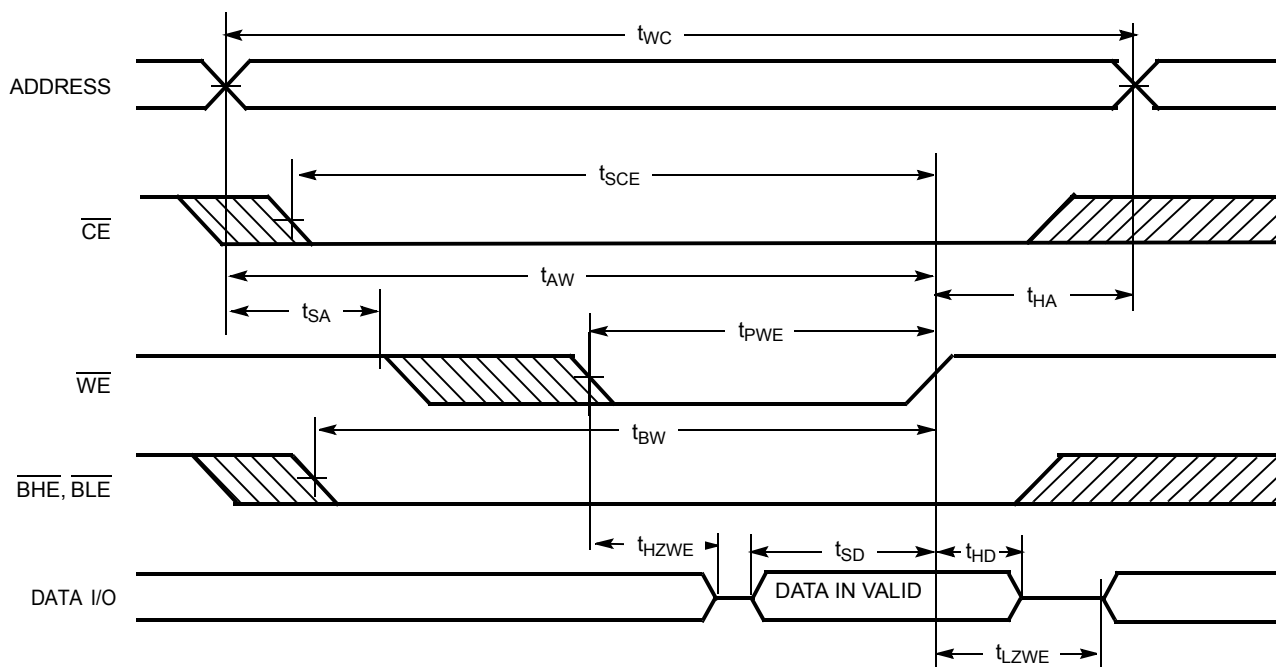 tWC
ADDRESS
tSCE
CE
tAW
tSA
tHA
tPWE
WE
tBW
BHE, BLE
tHZWE
tSD
tHD
DATA I/O
DATA IN VALID
tLZWE